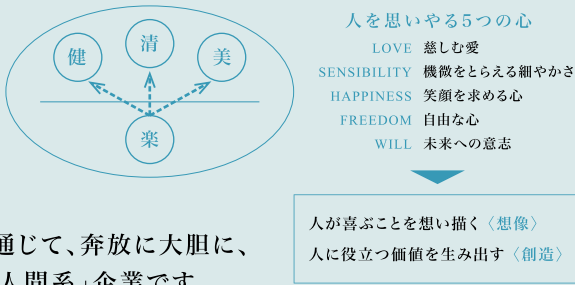 健
清
美
楽
人を思いやる5つの心
LOVE 慈しむ愛
SENSIBILITY 機微をとらえる細やかさ
HAPPINESS 笑顔を求める心
FREEDOM 自由な心
WILL 未来への意志
人が喜ぶことを想い描く〈想像〉
人に役立つ価値を生み出す〈創造〉
通じて、奔放に大胆に、
人間系」企業です